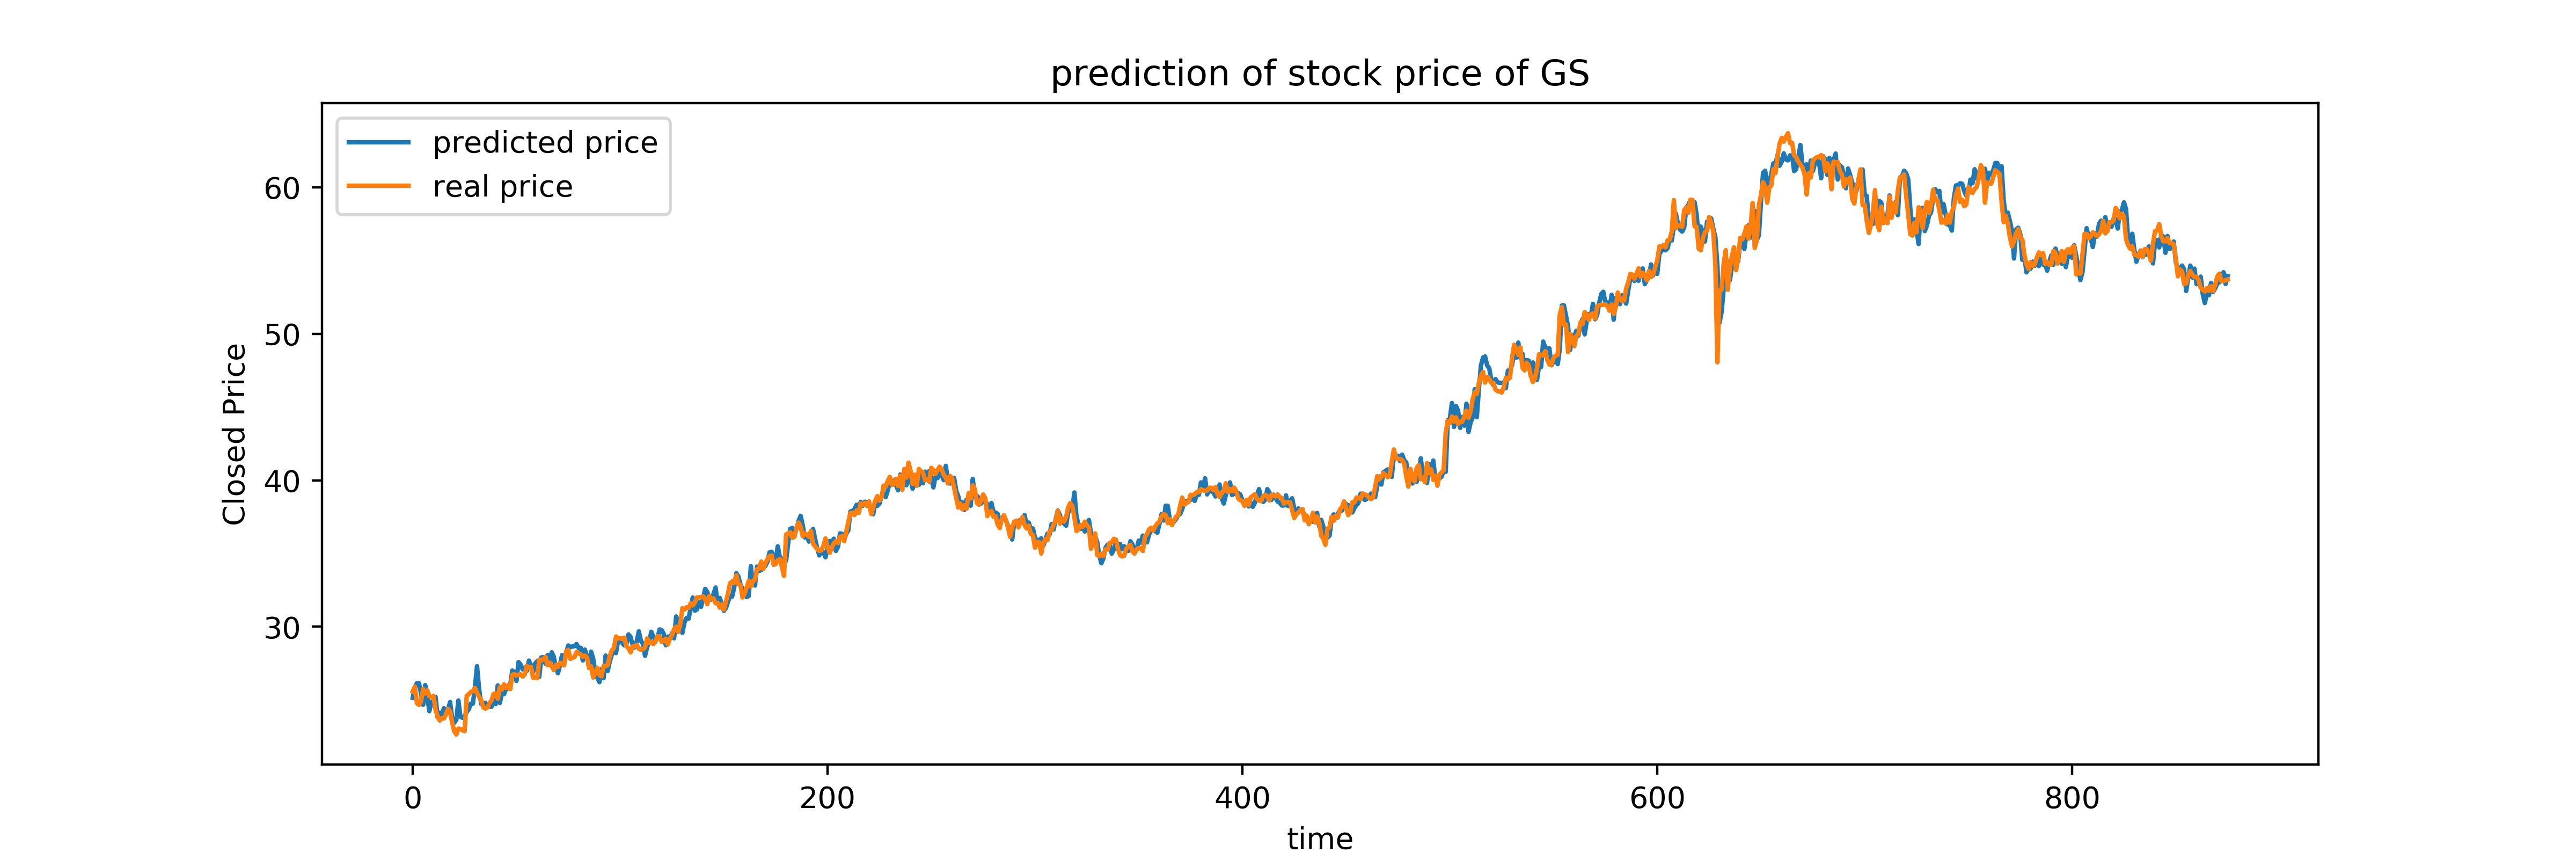 prediction of stock price of GS
predicted price
real price
60
50
40
30
Closed Price
0 200 400 600 800
time